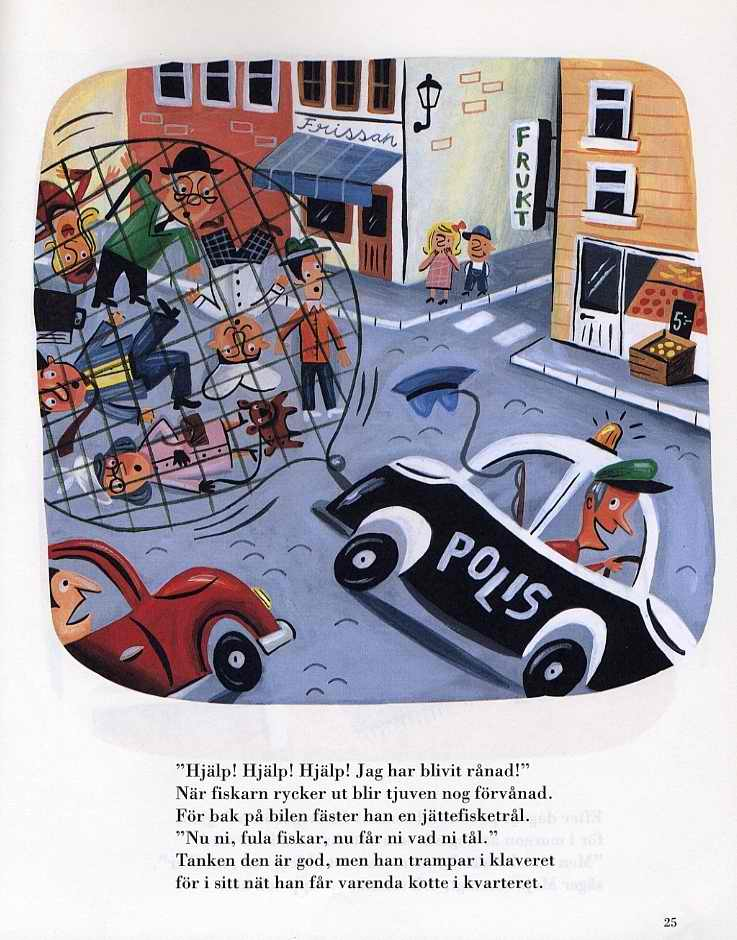 Frissan
FRUKT
5:-
POLIS
”Hjälp! Hjälp! Hjälp! Jag har blivit rånad!”
När fiskarn rycker ut blir tjuven nog förvånad.
För bak på bilen fäster han en jättefisketrål.
”Nu ni, fula fiskar, nu får ni vad ni tål.”
Tanken den är god, men han trampar i klaveret
för i sitt nät han får varenda kotte i kvarteret.
25